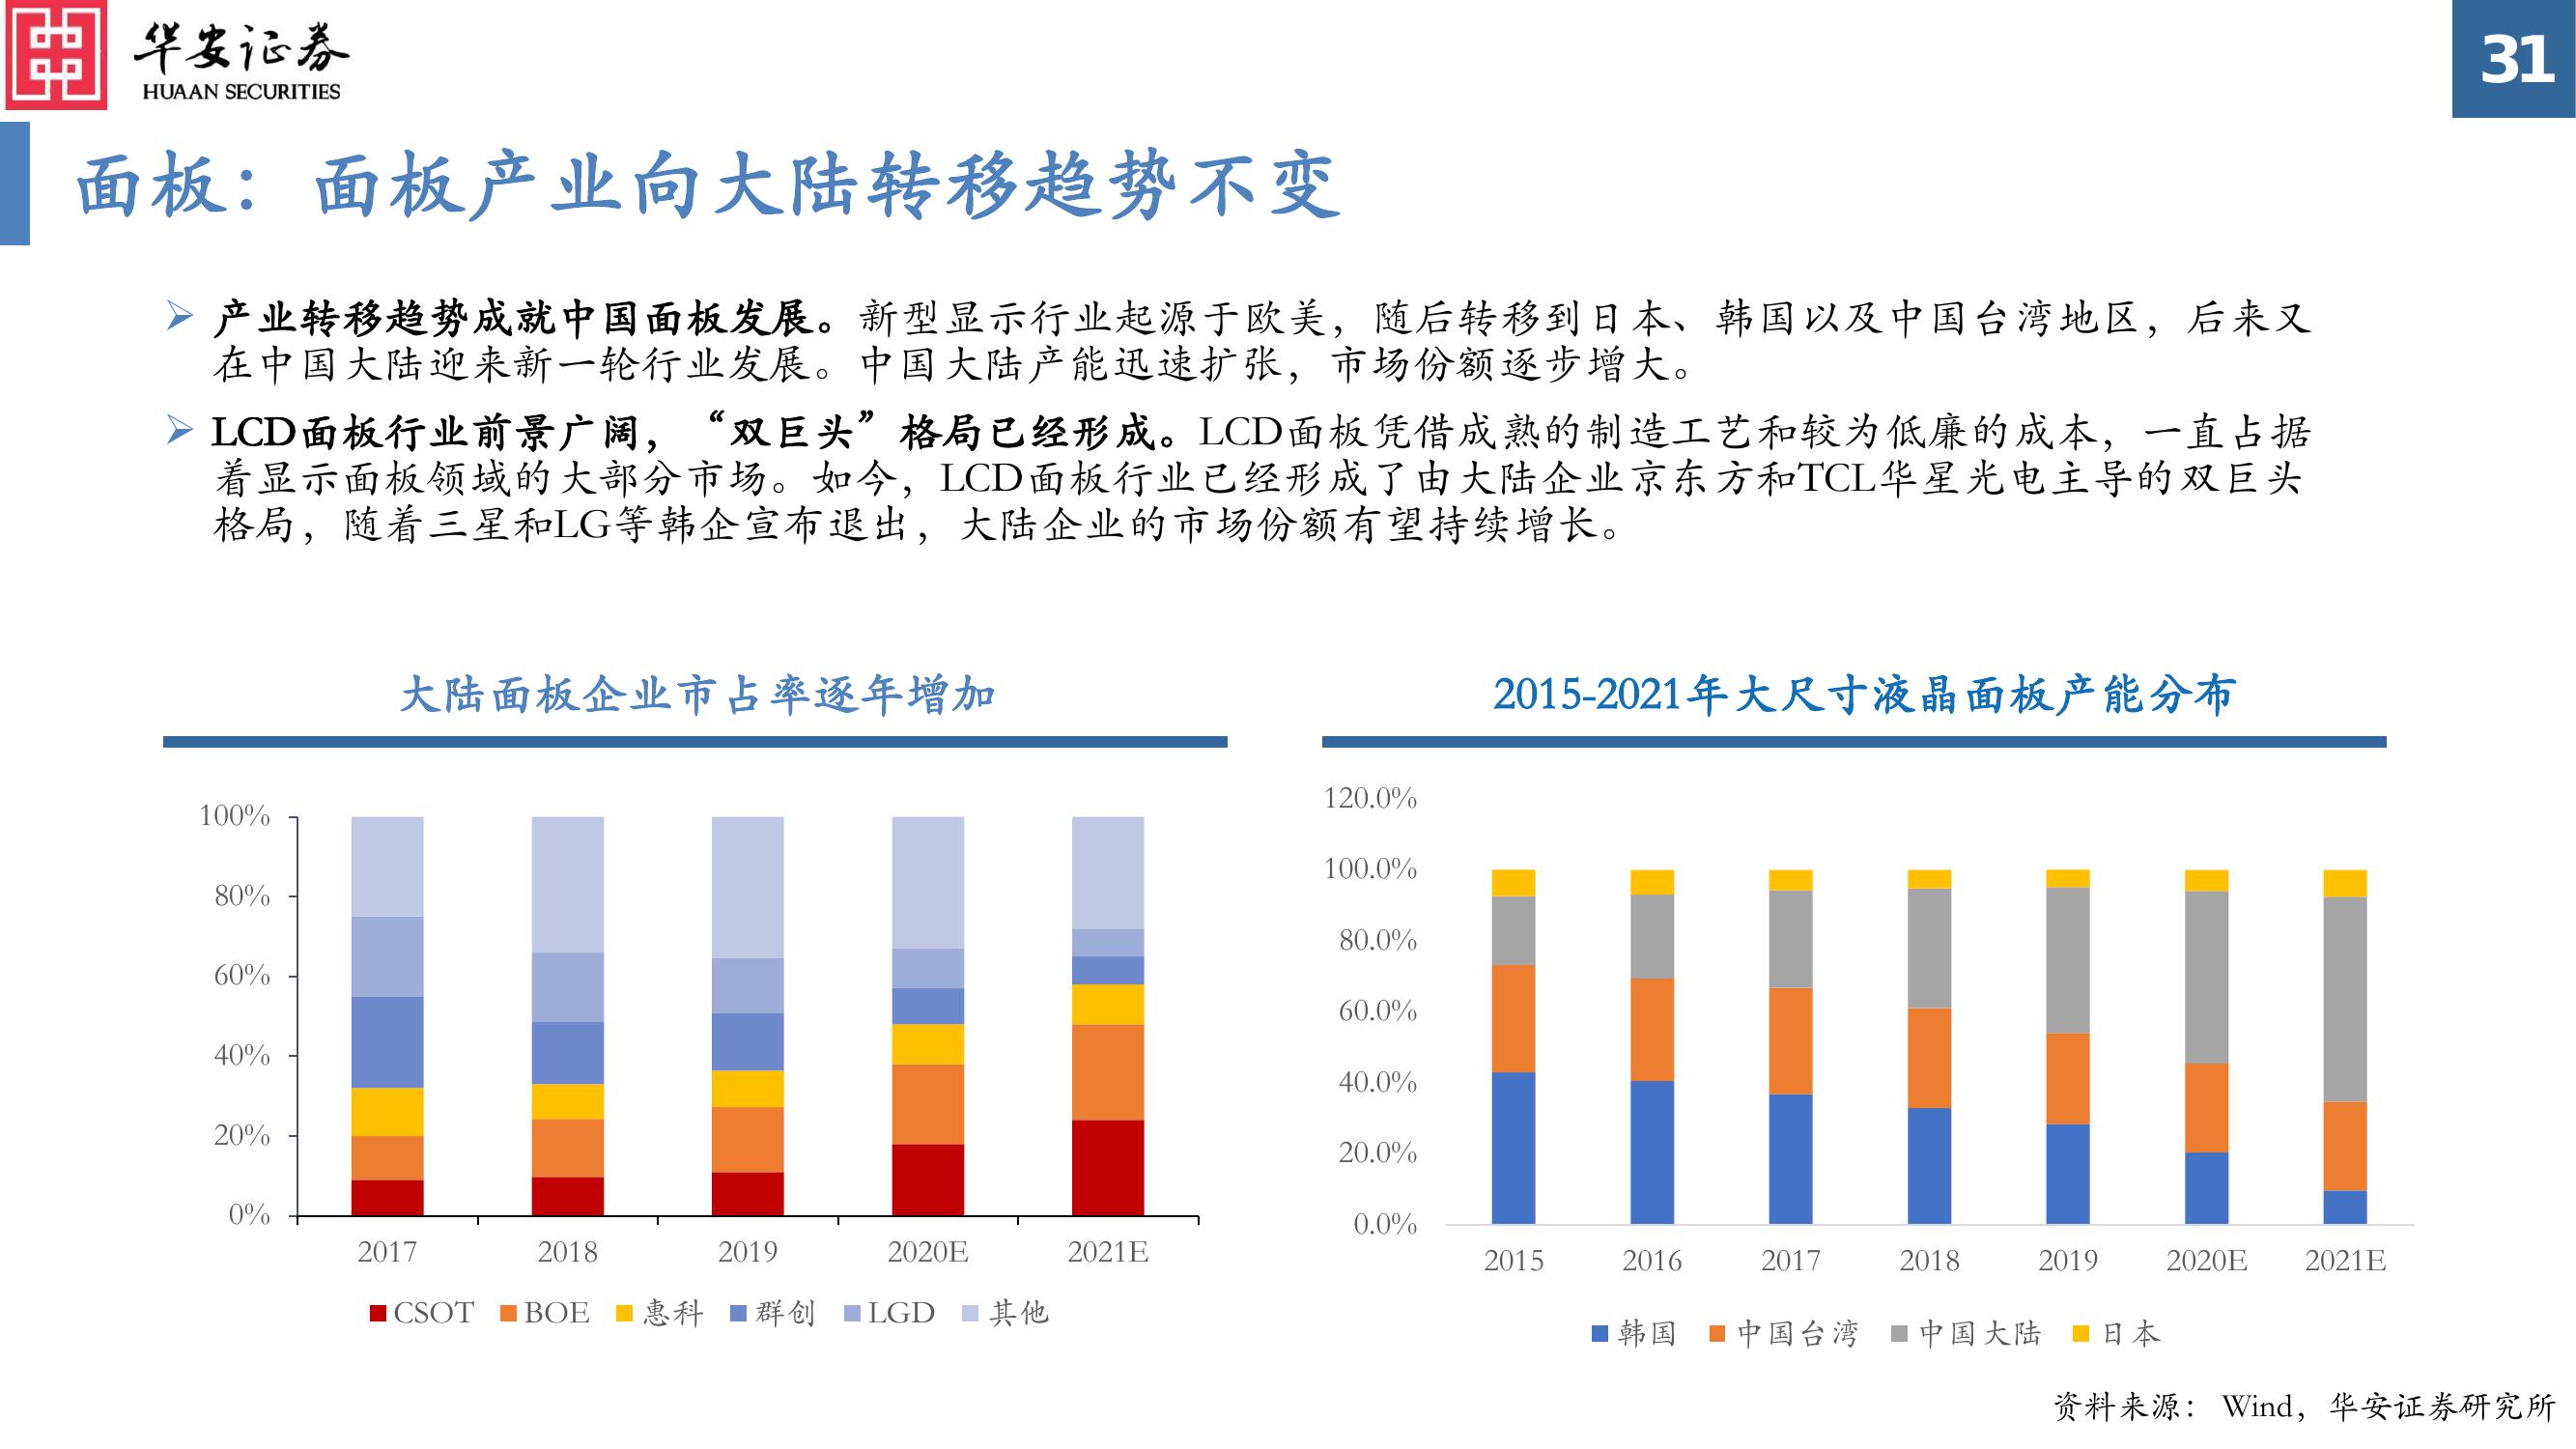 华安证券
HUAAN SECURITIES
31
面板：面板产业向大陆转移趋势不变
产业转移趋势成就中国面板发展。新型显示行业起源于欧美，随后转移到日本、韩国以及中国台湾地区，后来又
在中国大陆迎来新一轮行业发展。中国大陆产能迅速扩张，市场份额逐步增大。
LCD面板行业前景广阔，“双巨头”格局已经形成。LCD面板凭借成熟的制造工艺和较为低廉的成本，一直占据
着显示面板领域的大部分市场。如今，LCD面板行业已经形成了由大陆企业京东方和TCL华星光电主导的双巨头
格局，随着三星和LG等韩企宣布退出，大陆企业的市场份额有望持续增长。
大陆面板企业市占率逐年增加
100%
80%
60%
40%
20%
0%
2017 2018 2019 2020E 2021E
CSOT BOE 惠科 群创 LGD 其他
2015-2021年大尺寸液晶面板产能分布
120.0%
100.0%
80.0%
60.0%
40.0%
20.0%
0.0%
2015 2016 2017 2018 2019 2020E 2021E
韩国 中国台湾 中国大陆 日本
资料来源：Wind，华安证券研究所